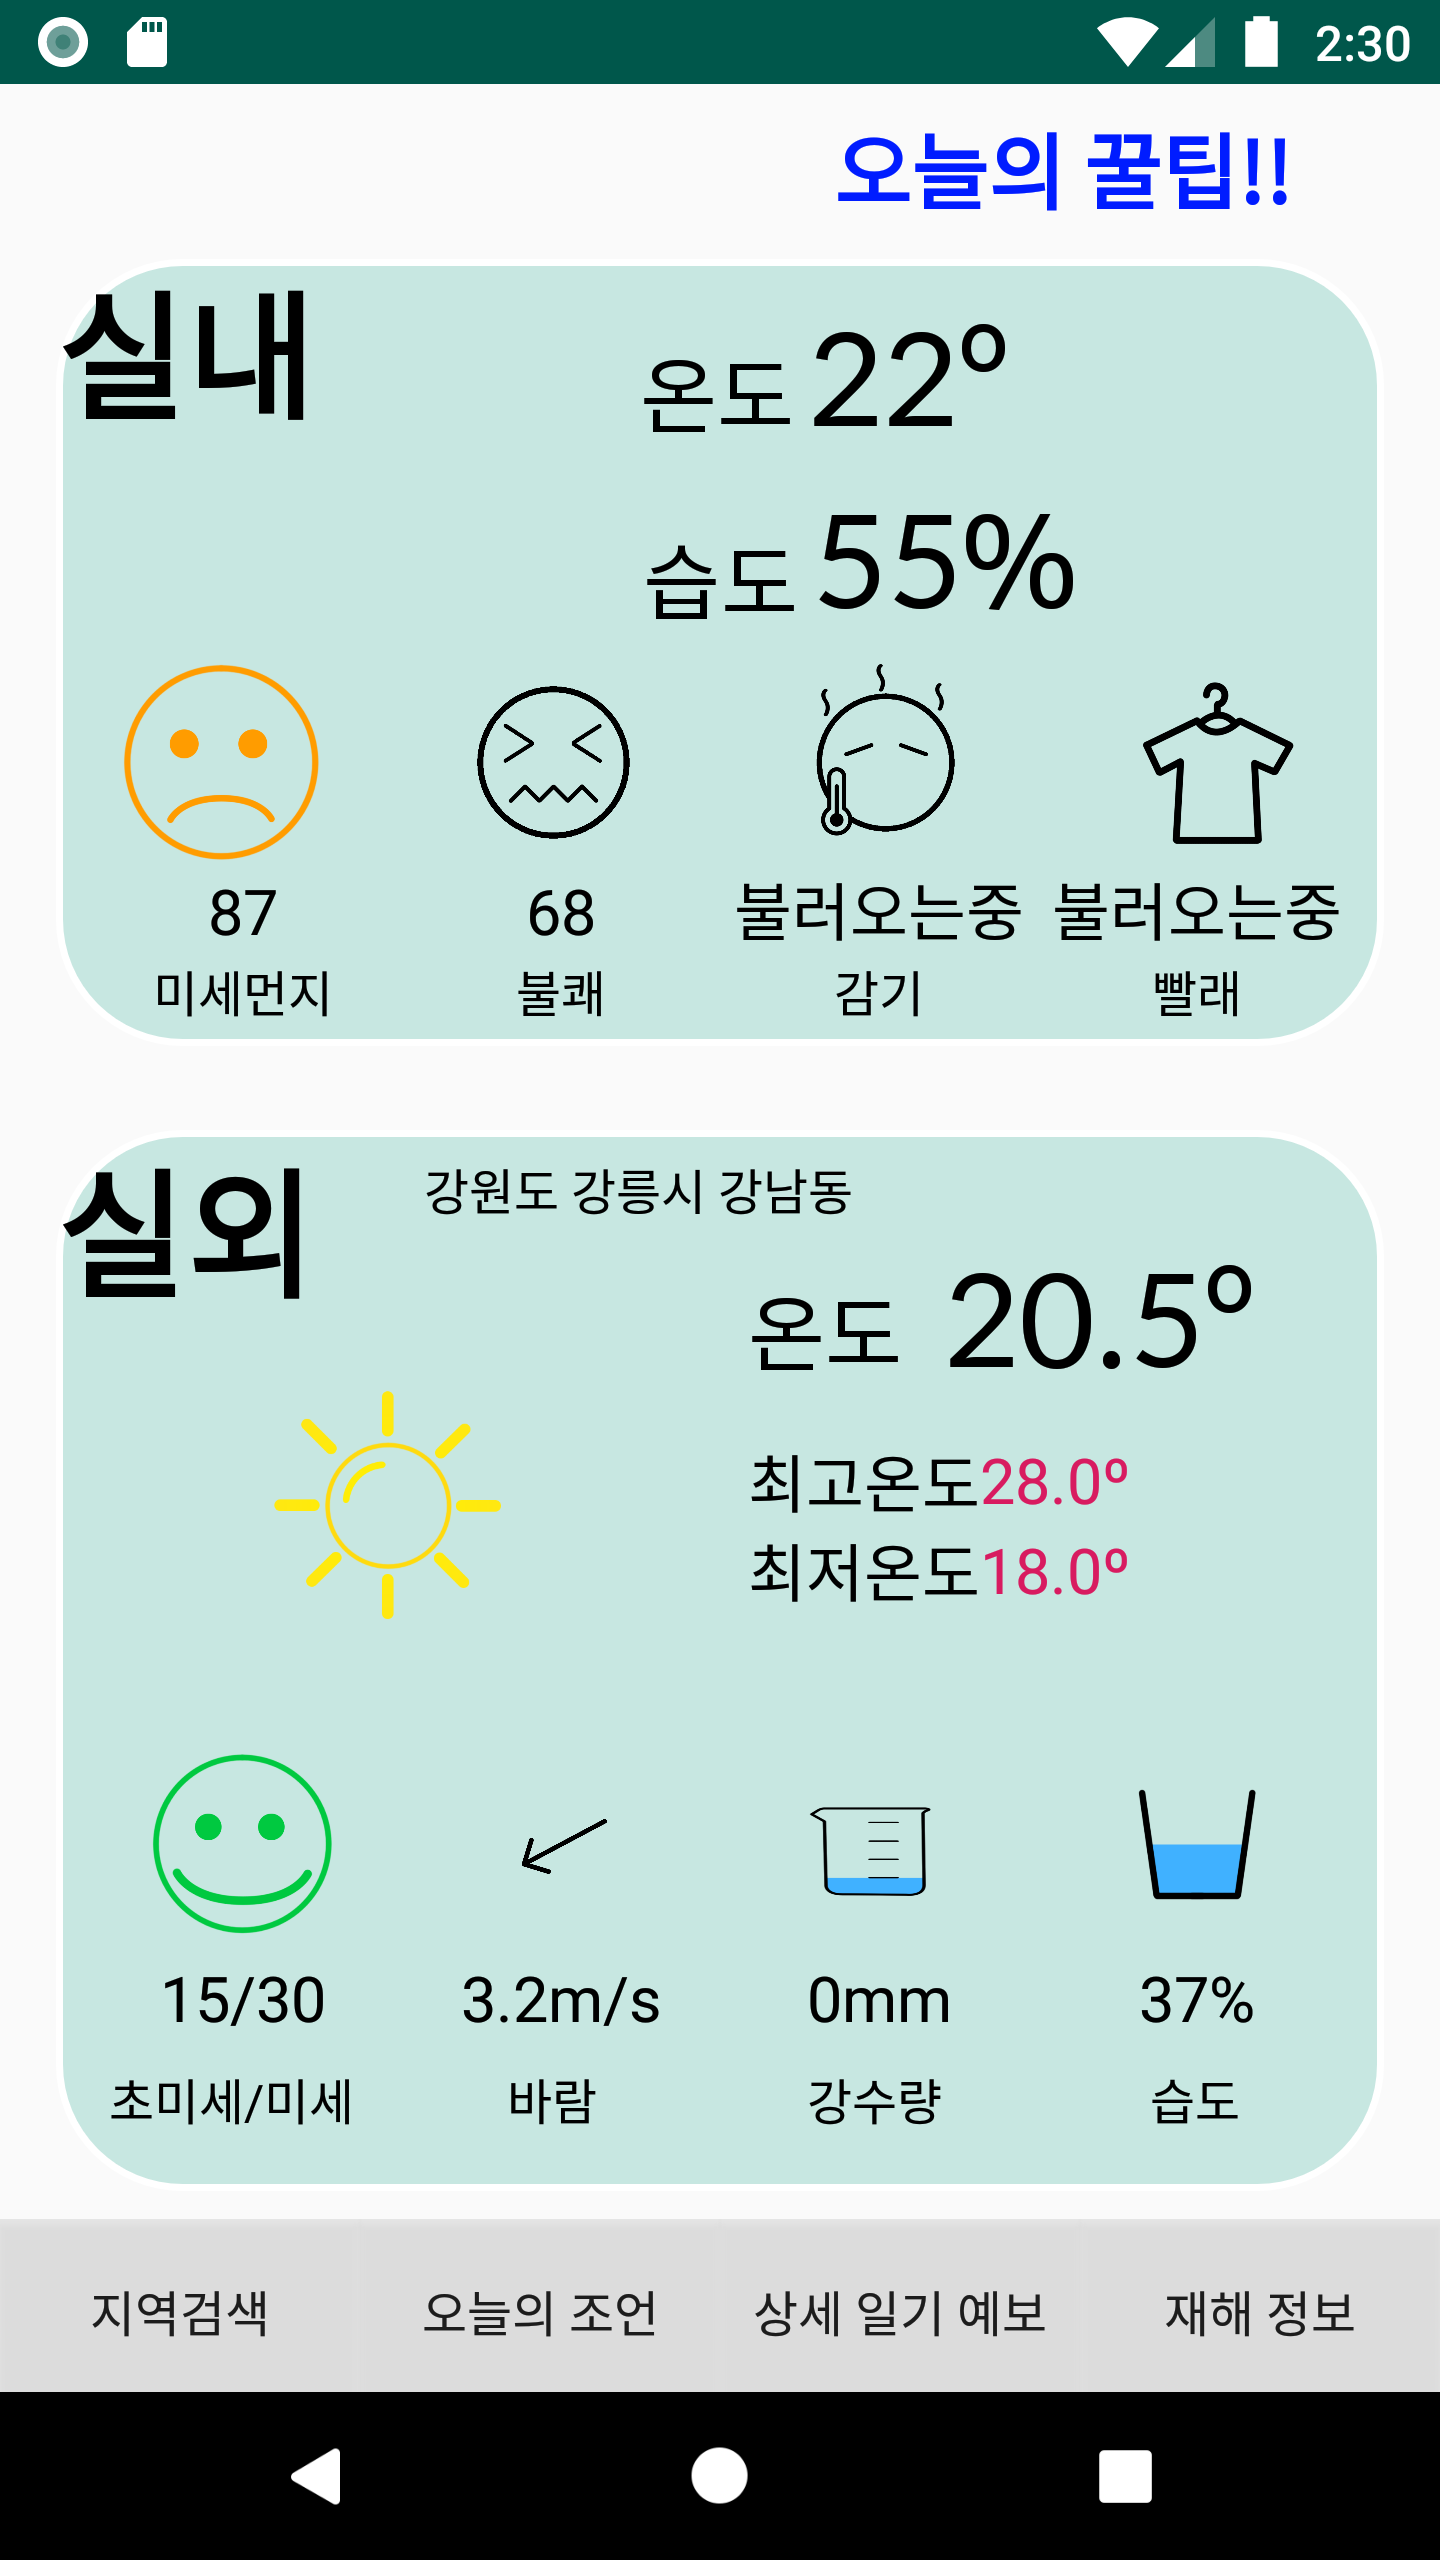 2:30
오늘의 꿀팁!!
실내
온도 22°
습도 55%
87 68 불러오는중 불러오는중
미세먼지 불쾌 감기 빨래
실외 강원도 강릉시 강남동
온도 20.5°
최고온도28.0°
최저온도18.0°
15/30 3.2m/s 0mm 37%
초미세/미세 바람 강수량 습도
지역검색 오늘의 조언 상세 일기 예보 재해 정보